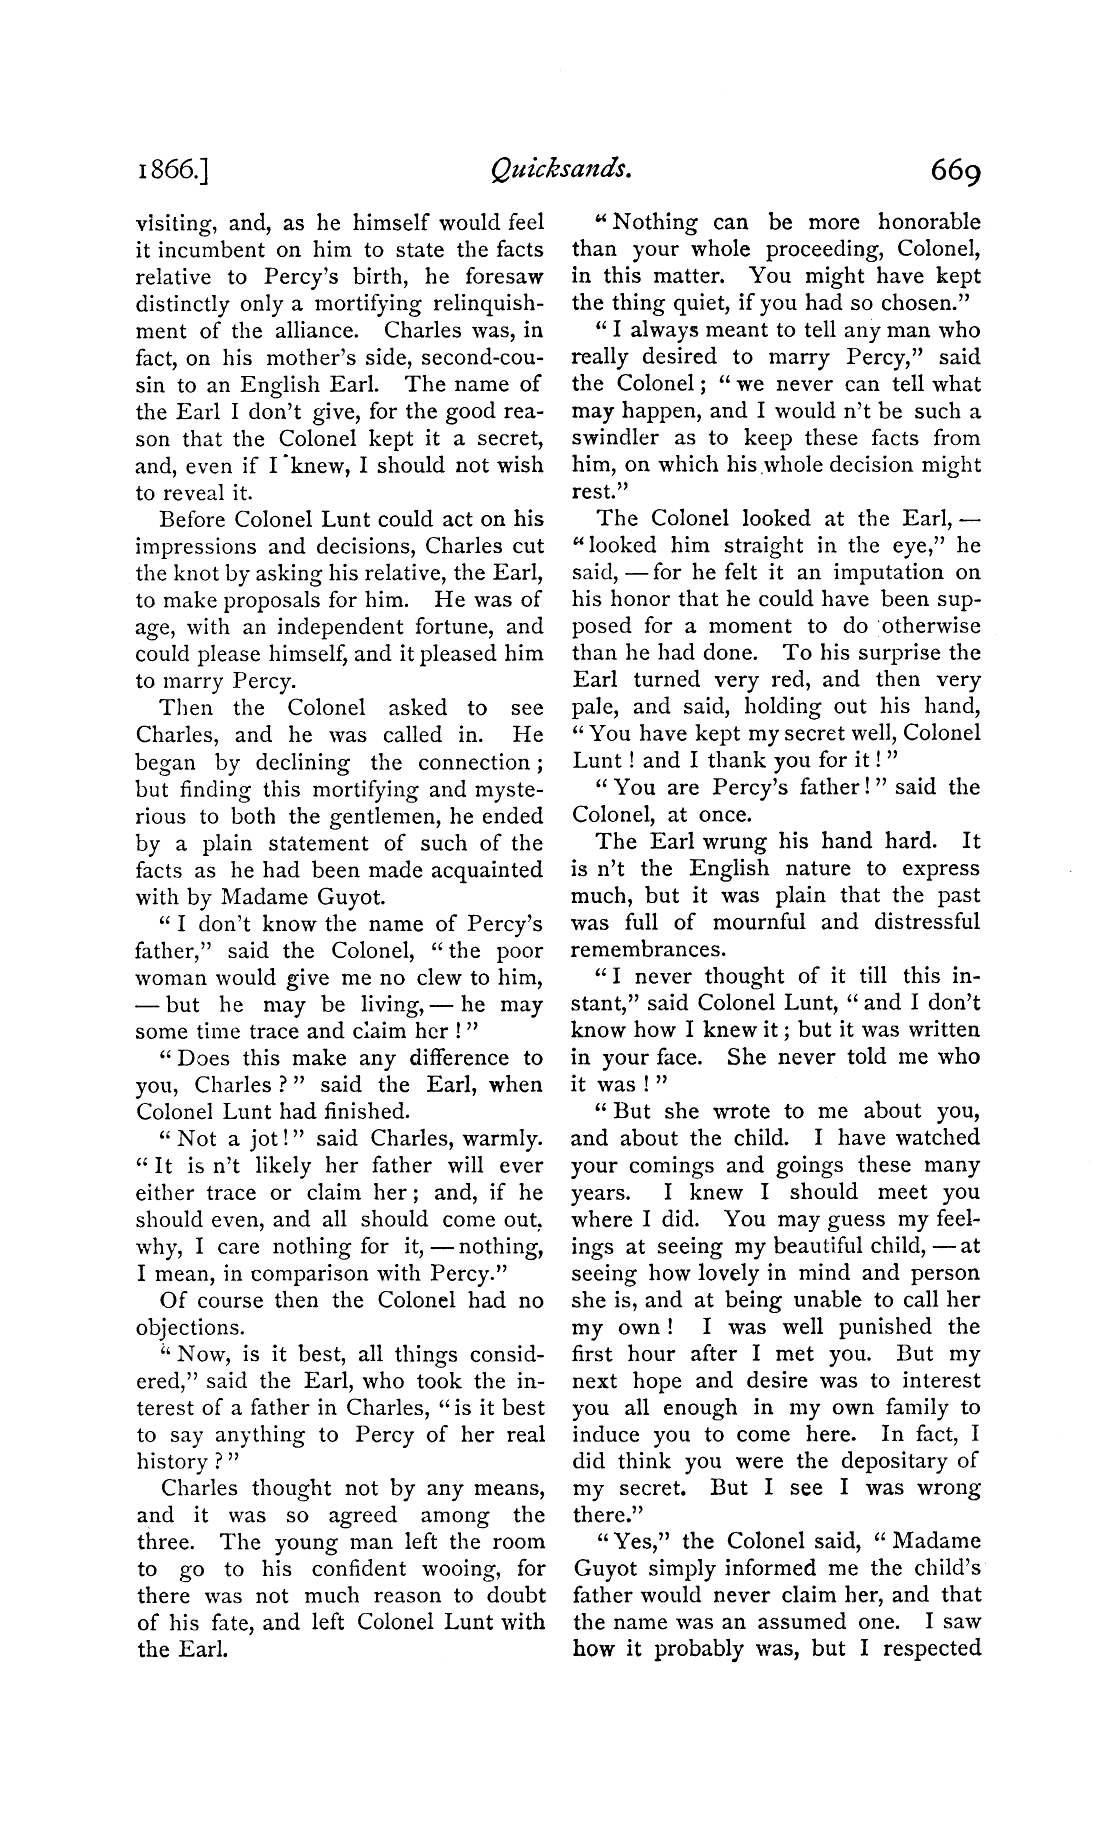 1866.] Quicksands. 669
visiting, and, as he himself would feel
it incumbent on him to state the facts
relative to Percy's birth, he foresaw
distinctly only a mortifying relinquish-
ment of the alliance. Charles was, in
fact, on his mother's side, second-cou-
sin to an English Earl. The name of
the Earl I don't give, for the good rea-
son that the Colonel kept it a secret,
and, even if I knew, I should not wish
to reveal it.
Before Colonel Lunt could act on his
impressions and decisions, Charles cut
the knot by asking his relative, the Earl,
to make proposals for him. He was of
age, with an independent fortune, and
could please himself, and it pleased him
to marry Percy.
Then the Colonel asked to see
Charles, and he was called in. He
began by declining the connection ;
but finding this mortifying and myste-
rious to both the gentlemen, he ended
by a plain statement of such of the
facts as he had been made acquainted
with by Madame Guyot.
“ I don't know the name of Percy's
father,” said the Colonel, “ the poor
woman would give me no clew to him,
— but he may be living, — he may
some time trace and claim her ! ”
“ Does this make any difference to
you, Charles ? ” said the Earl, when
Colonel Lunt had finished.
“ Not a jot ! ” said Charles, warmly.
“ It is n't likely her father will ever
either trace or claim her ; and, if he
should even, and all should come out,
why, I care nothing for it, — nothing,
I mean, in comparison with Percy.”
Of course then the Colonel had no
objections.
“ Now, is it best, all things consid-
ered,” said the Earl, who took the in-
terest of a father in Charles, “ is it best
to say anything to Percy of her real
history ? ”
Charles thought not by any means,
and it was so agreed among the
three. The young man left the room
to go to his confident wooing, for
there was not much reason to doubt
of his fate, and left Colonel Lunt with
the Earl.
“ Nothing can be more honorable
than your whole proceeding, Colonel,
in this matter. You might have kept
the thing quiet, if you had so chosen.”
“ I always meant to tell any man who
really desired to marry Percy,” said
the Colonel ; “ we never can tell what
may happen, and I would n't be such a
swindler as to keep these facts from
him, on which his whole decision might
rest.”
The Colonel looked at the Earl, —
“ looked him straight in the eye,” he
said, — for he felt it an imputation on
his honor that he could have been sup-
posed for a moment to do otherwise
than he had done. To his surprise the
Earl turned very red, and then very
pale, and said, holding out his hand,
“ You have kept my secret well, Colonel
Lunt ! and I thank you for it ! ”
“ You are Percy's father ! ” said the
Colonel, at once.
The Earl wrung his hand hard. It
is n't the English nature to express
much, but it was plain that the past
was full of mournful and distressful
remembrances.
“ I never thought of it till this in-
stant,” said Colonel Lunt, “ and I don't
know how I knew it ; but it was written
in your face. She never told me who
it was ! ”
“ But she wrote to me about you,
and about the child. I have watched
your comings and goings these many
years. I knew I should meet you
where I did. You may guess my feel-
ings at seeing my beautiful child, — at
seeing how lovely in mind and person
she is, and at being unable to call her
my own ! I was well punished the
first hour after I met you. But my
next hope and desire was to interest
you all enough in my own family to
induce you to come here. In fact, I
did think you were the depositary of
my secret. But I see I was wrong
there.”
“ Yes,” the Colonel said, “ Madame
Guyot simply informed me the child's
father would never claim her, and that
the name was an assumed one. I saw
how it probably was, but I respected